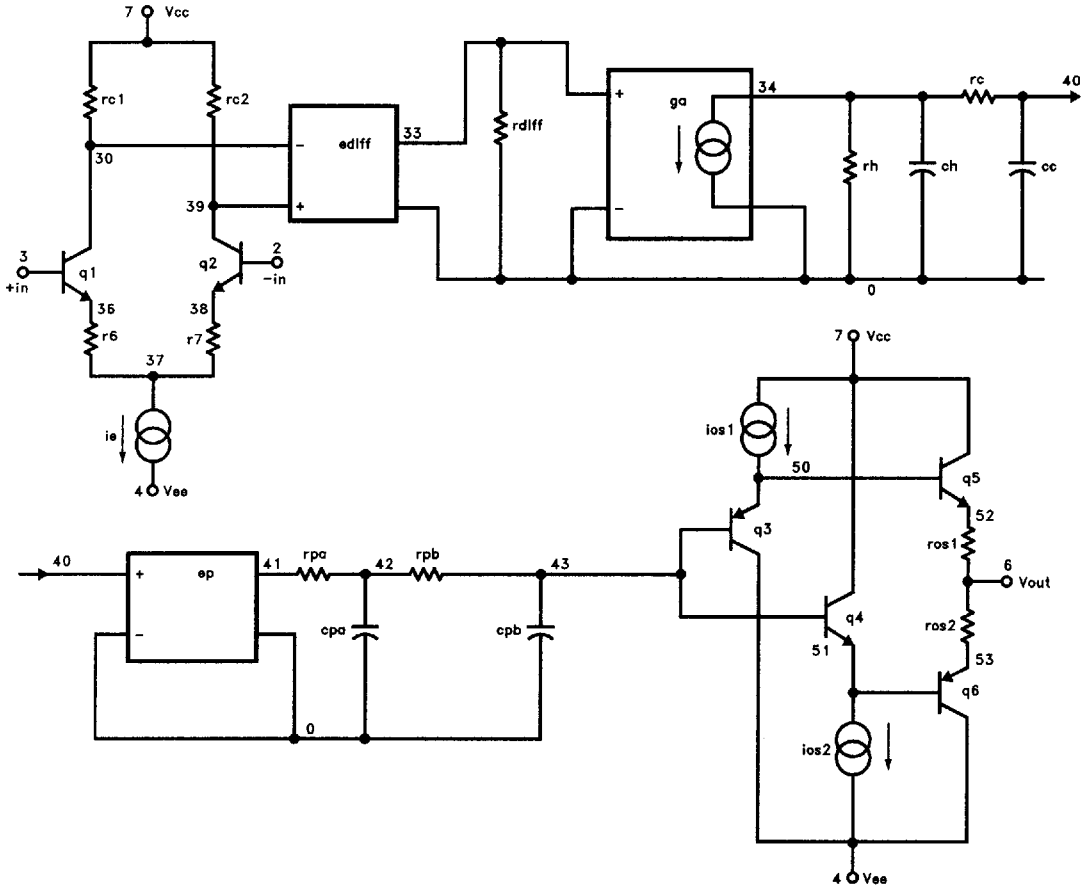 7 Vcc
rc1
rc2
30
39
3
+in
q1
q2
2
-in
36
38
r6
r7
37
ie
4 Vee
-
ediff
+
33
rdiff
+
ga
-
34
rh
ch
rc
cc
40
0
40
+
ep
-
41
rpa
42
rpb
43
cpa
cpb
0
7 Vcc
ios1
50
q3
q5
52
ros1
6
Vout
q4
ros2
51
53
q6
ios2
4 Vee